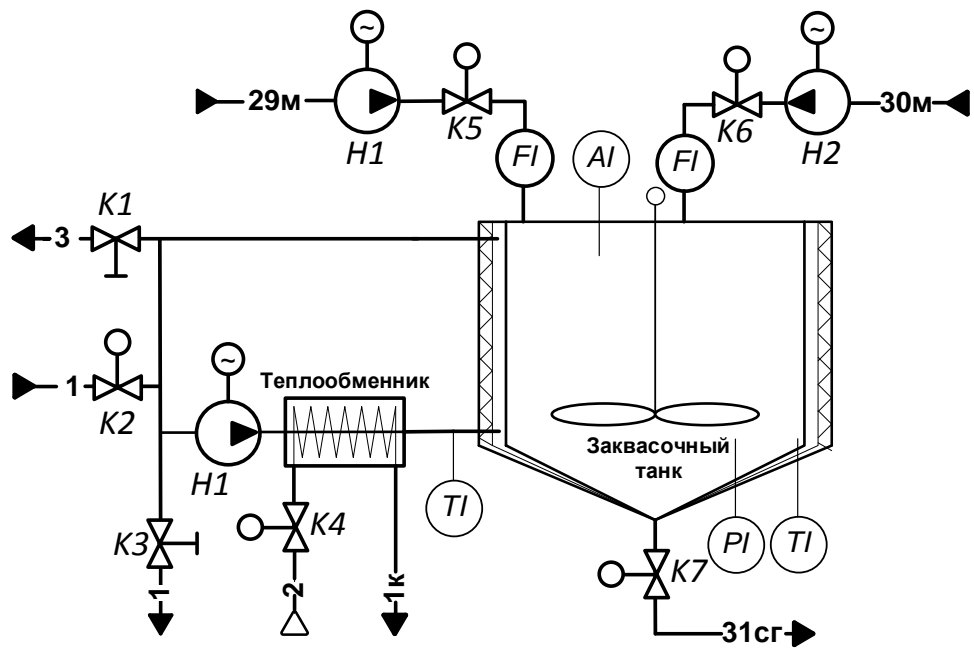 ~
~
29м
К5
К6
30м
Н1
FI
AI
FI
Н2
К1
3
~
Теплообменник
1
К2
Заквасочный
танк
Н1
TI
К3
К4
PI
TI
К7
1
2
1к
31сг